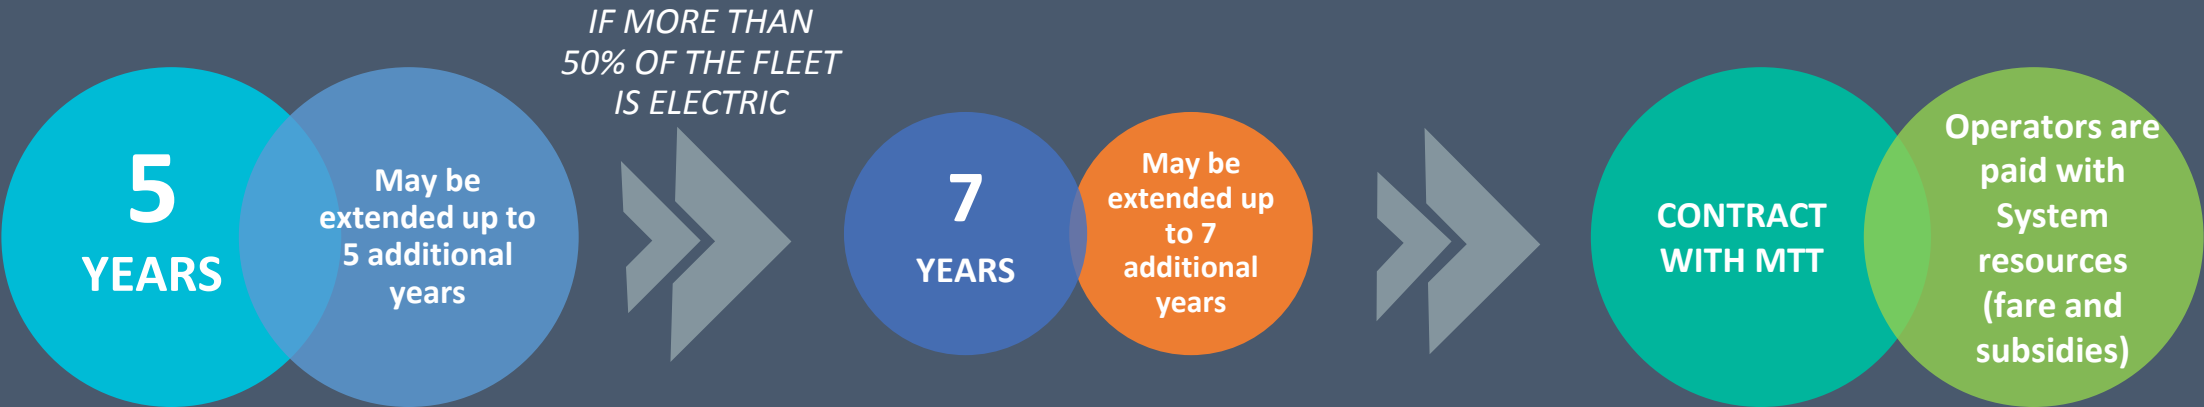 IF MORE THAN
50% OF THE FLEET
IS ELECTRIC
5
YEARS
May be
extended up to
5 additional
years
7
YEARS
May be
extended up
to 7
additional
years
CONTRACT
WITH MTT
Operators are
paid with
System
resources
(fare and
subsidies)